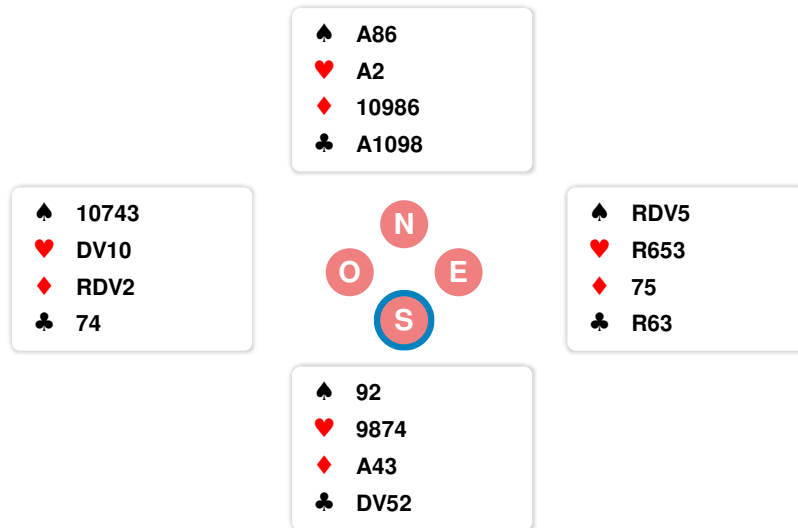 ♠ A86
♥ A2
♦ 10986
♣ A1098
♠ 10743
♥ DV10
♦ RDV2
♣ 74
N
O
E
S
♠ RDV5
♥ R653
♦ 75
♣ R63
♠ 92
♥ 9874
♦ A43
♣ DV52